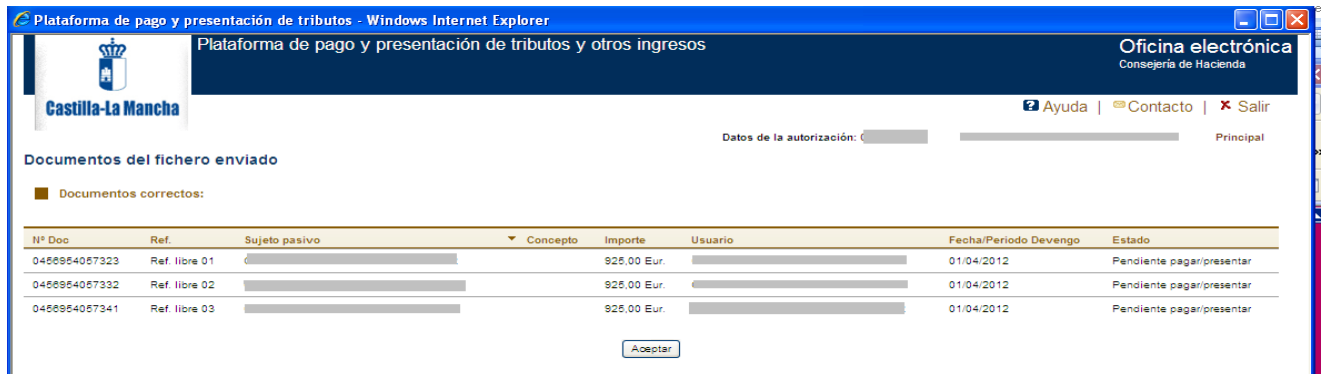 Plataforma de pago y presentación de tributos - Windows Internet Explorer
Plataforma de pago y presentación de tributos y otros ingresos
Oficina electrónica
Consejería de Hacienda
Castilla-La Mancha
Ayuda | Contacto | Salir
Datos de la autorización: Principal
Documentos del fichero enviado
Documentos correctos:
Nº Doc Ref. Sujeto pasivo Concepto Importe Usuario Fecha/Periodo Devengo Estado
0456954057323 Ref. libre 01 925,00 Eur. 01/04/2012 Pendiente pagar/presentar
0456954057332 Ref. libre 02 925,00 Eur. 01/04/2012 Pendiente pagar/presentar
0456954057341 Ref. libre 03 925,00 Eur. 01/04/2012 Pendiente pagar/presentar
Aceptar